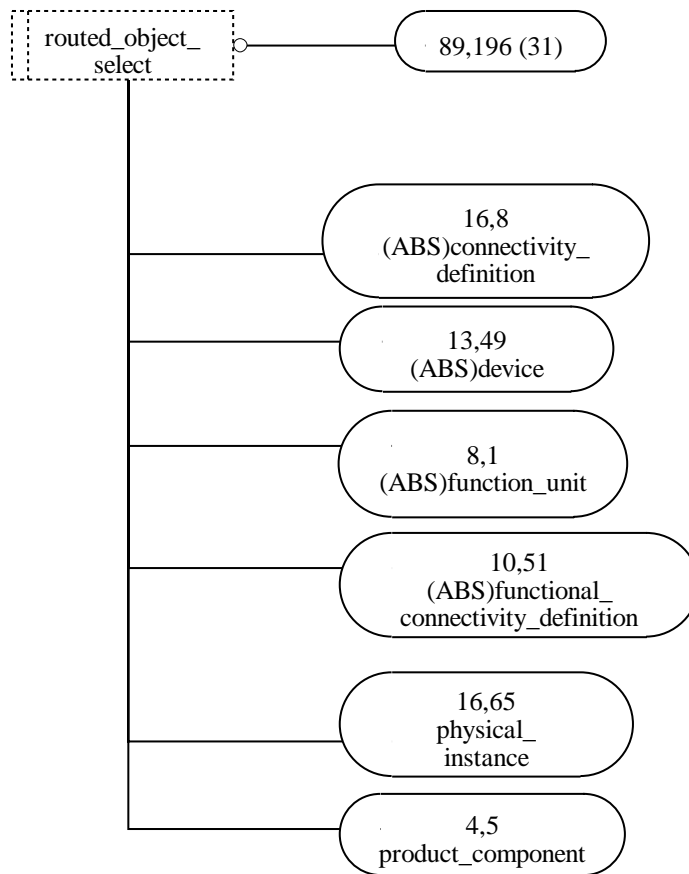 routed_object_
select
89,196 (31)
16,8
(ABS)connectivity_
definition
13,49
(ABS)device
8,1
(ABS)function_unit
10,51
(ABS)functional_
connectivity_definition
16,65
physical_
instance
4,5
product_component